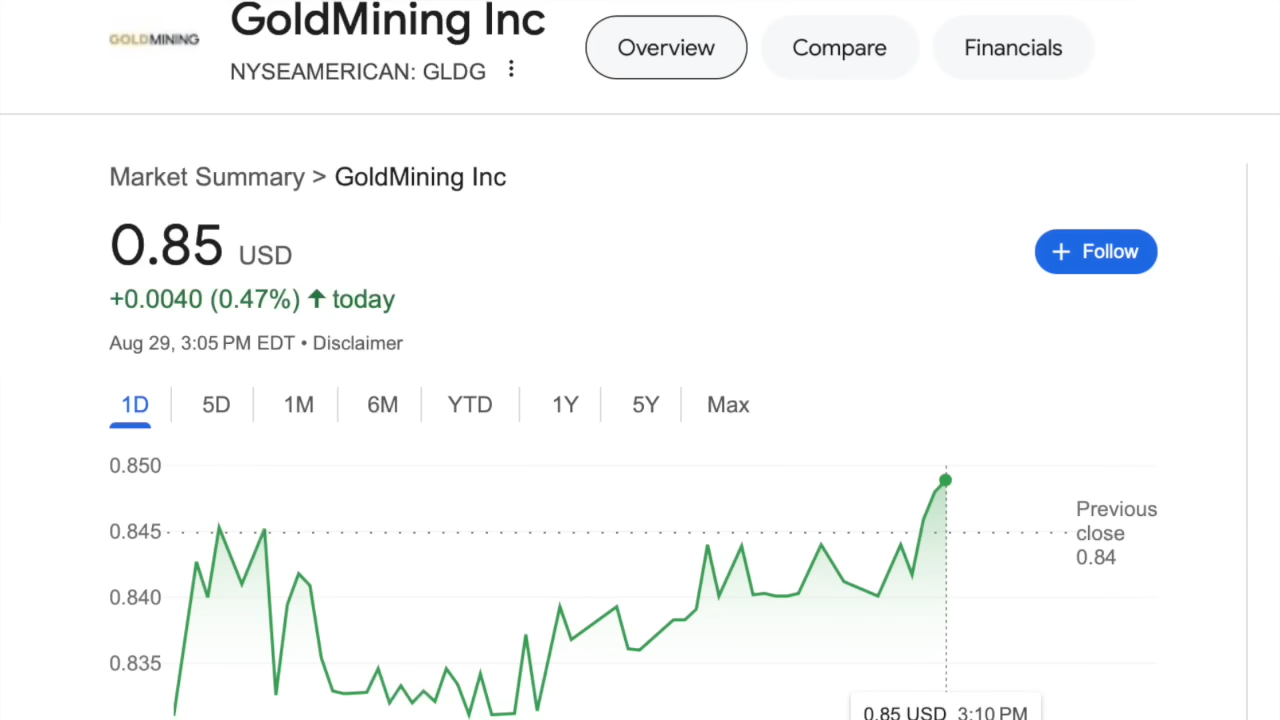 GOLDMINING
GoldMining Inc
NYSEAMERICAN: GLDG
Overview
Compare
Financials
Market Summary > GoldMining Inc
0.85 USD
+ Follow
+0.0040 (0.47%) ↑ today
Aug 29, 3:05 PM EDT • Disclaimer
1D
5D
1M
6M
YTD
1Y
5Y
Max
0.850
0.845
0.840
0.835
Previous
close
0.84
0.85 USD 3:10 PM